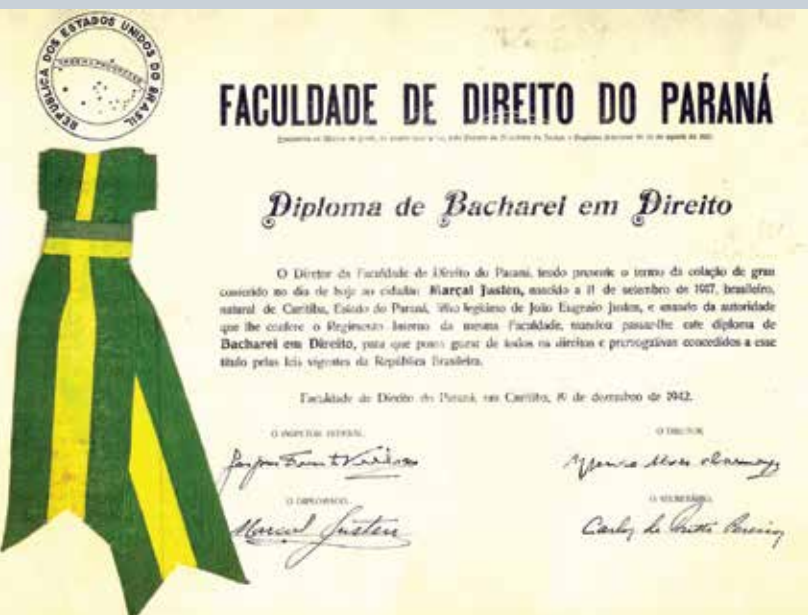 REPUBLICA DOS ESTADOS UNIDOS DO BRASIL
ORDEM E PROGRESSO
FACULDADE DE DIREITO DO PARANÁ
Diploma de Bacharel em Direito
O Diretor da Faculdade de Direito do Paraná, tendo presente o termo da colação de grau
conferido no dia de hoje ao cidadão Marçal Justen, nascido a 11 de setembro de 1917, brasileiro,
natural de Curitiba, Estado do Paraná, filho legítimo de João Eugenio Justen, e usando da autoridade
que lhe confere o Regimento Interno da mesma Faculdade, mandou passar-lhe este diploma de
Bacharel em Direito, para que possa gozar de todos os direitos e prerrogativas concedidos a esse
título pelas leis vigentes da República Brasileira.
Faculdade de Direito do Paraná, em Curitiba, de dezembro de 1942.
O INSPETOR FEDERAL, O DIRETOR,
O DIPLOMADO, O SECRETÁRIO,
Marçal Justen Carlos de Britto Pereira